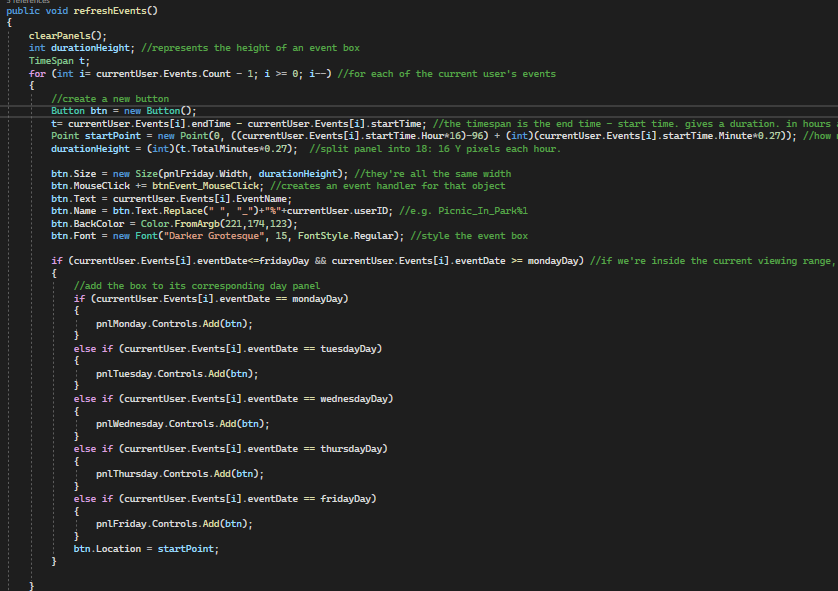 5 references
public void refreshEvents()
{
clearPanels();
int durationHeight; //represents the height of an event box
TimeSpan t;
for (int i= currentUser.Events.Count - 1; i >= 0; i--) //for each of the current user's events
{
//create a new button
Button btn = new Button();
t= currentUser.Events[i].endTime - currentUser.Events[i].startTime; //the timespan is the end time - start time. gives a duration. in hours
Point startPoint = new Point(0, ((currentUser.Events[i].startTime.Hour*16)-96) + (int)(currentUser.Events[i].startTime.Minute*0.27)); //how
durationHeight = (int)(t.TotalMinutes*0.27); //split panel into 18: 16 Y pixels each hour.
btn.Size = new Size(pnlFriday.Width, durationHeight); //they're all the same width
btn.MouseClick += btnEvent_MouseClick; //creates an event handler for that object
btn.Text = currentUser.Events[i].EventName;
btn.Name = btn.Text.Replace(" ", "_")+"%"+currentUser.userID; //e.g. Picnic_In_Park%1
btn.BackColor = Color.FromArgb(221,174,123);
btn.Font = new Font("Darker Grotesque", 15, FontStyle.Regular); //style the event box
if (currentUser.Events[i].eventDate<=fridayDay && currentUser.Events[i].eventDate >= mondayDay) //if we're inside the current viewing range,
{
//add the box to its corresponding day panel
if (currentUser.Events[i].eventDate == mondayDay)
{
pnlMonday.Controls.Add(btn);
}
else if (currentUser.Events[i].eventDate == tuesdayDay)
{
pnlTuesday.Controls.Add(btn);
}
else if (currentUser.Events[i].eventDate == wednesdayDay)
{
pnlWednesday.Controls.Add(btn);
}
else if (currentUser.Events[i].eventDate == thursdayDay)
{
pnlThursday.Controls.Add(btn);
}
else if (currentUser.Events[i].eventDate == fridayDay)
{
pnlFriday.Controls.Add(btn);
}
btn.Location = startPoint;
}
}